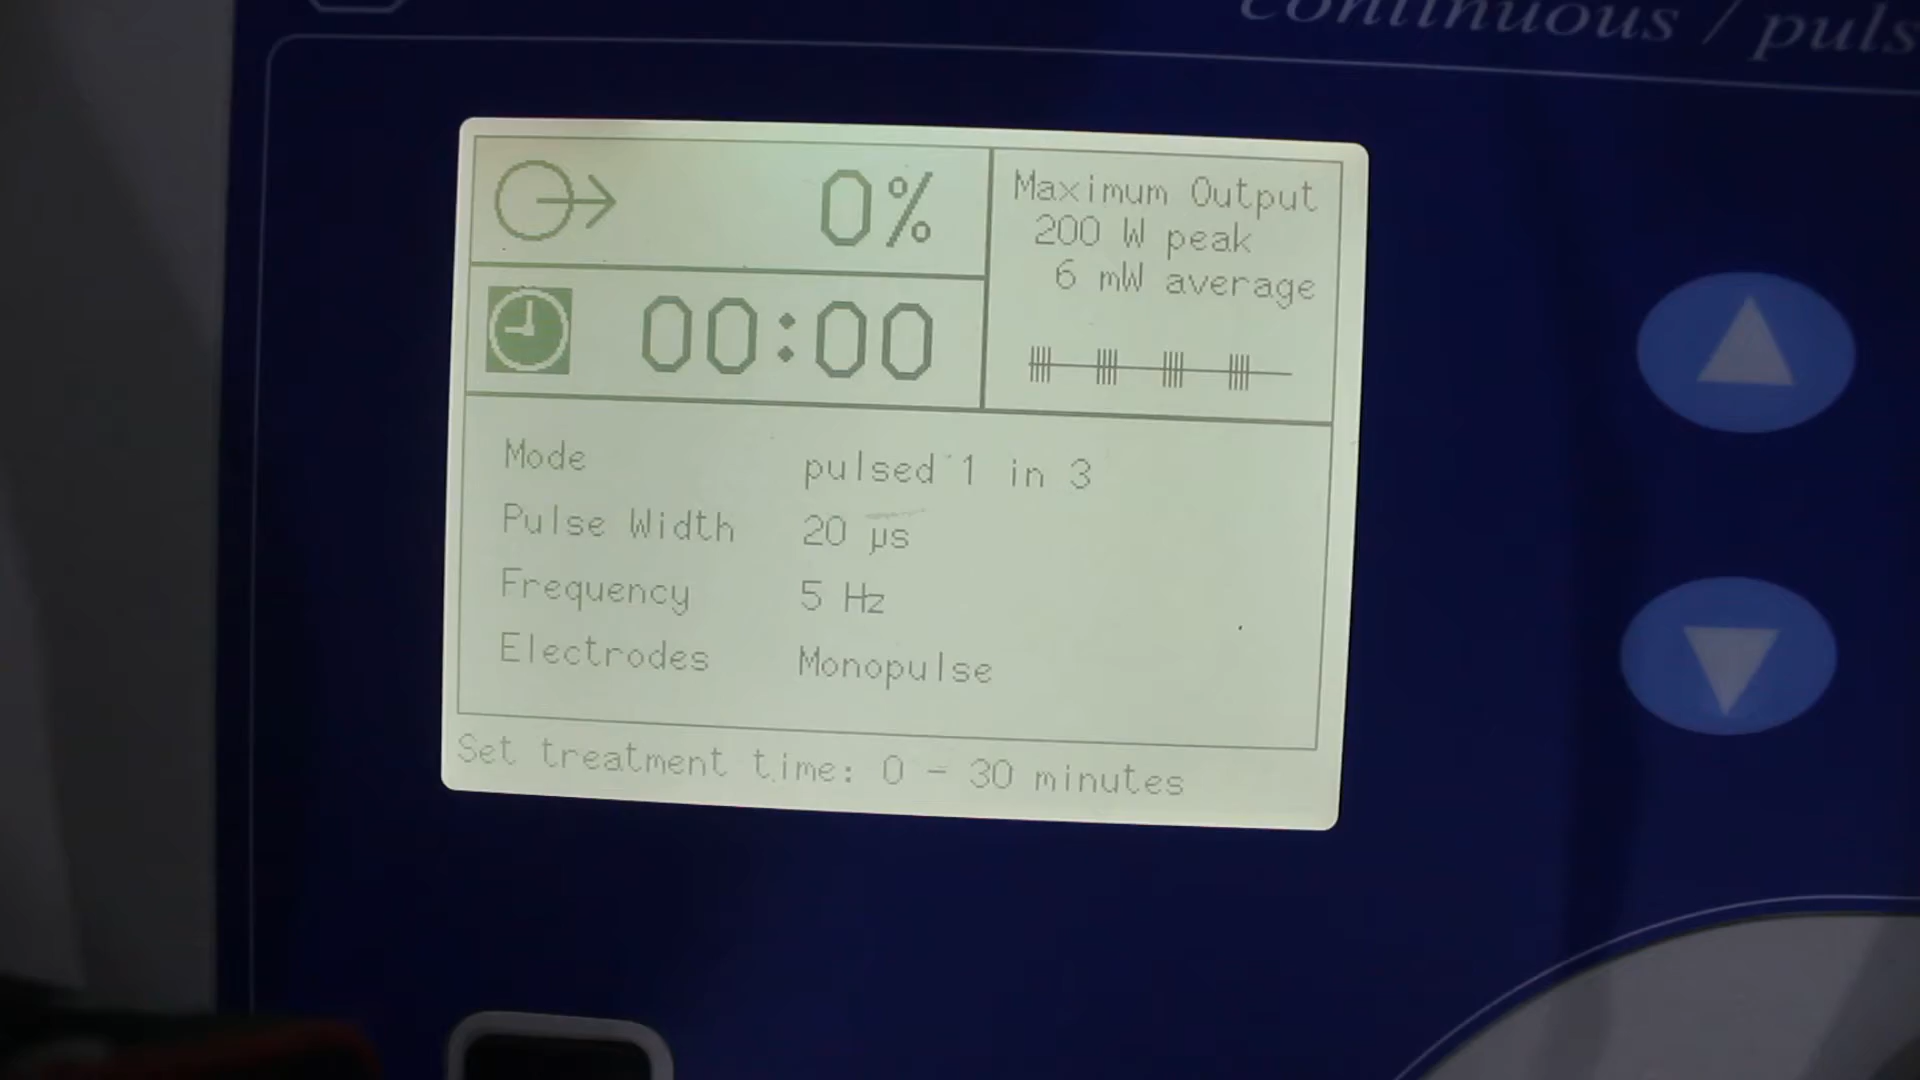 continuous / puls
0%
Maximum Output
200 W peak
6 mW average
00:00
Mode pulsed 1 in 3
Pulse Width 20 µs
Frequency 5 Hz
Electrodes Monopulse
Set treatment time: 0 - 30 minutes